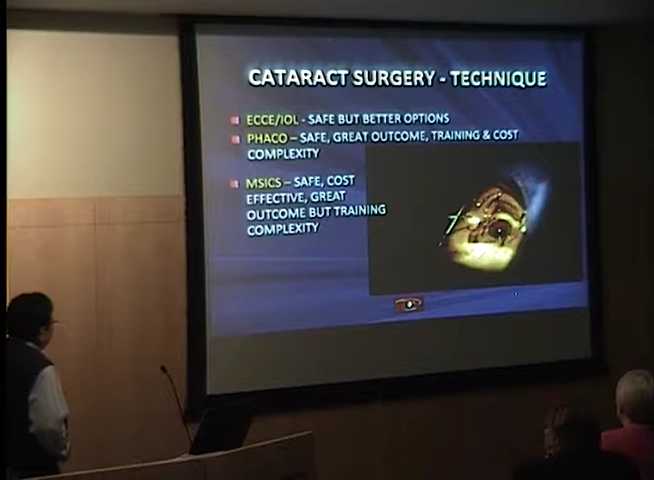 CATARACT SURGERY - TECHNIQUE
ECCE/IOL - SAFE BUT BETTER OPTIONS
PHACO – SAFE, GREAT OUTCOME, TRAINING & COST
COMPLEXITY
MSICS – SAFE, COST
EFFECTIVE, GREAT
OUTCOME BUT TRAINING
COMPLEXITY